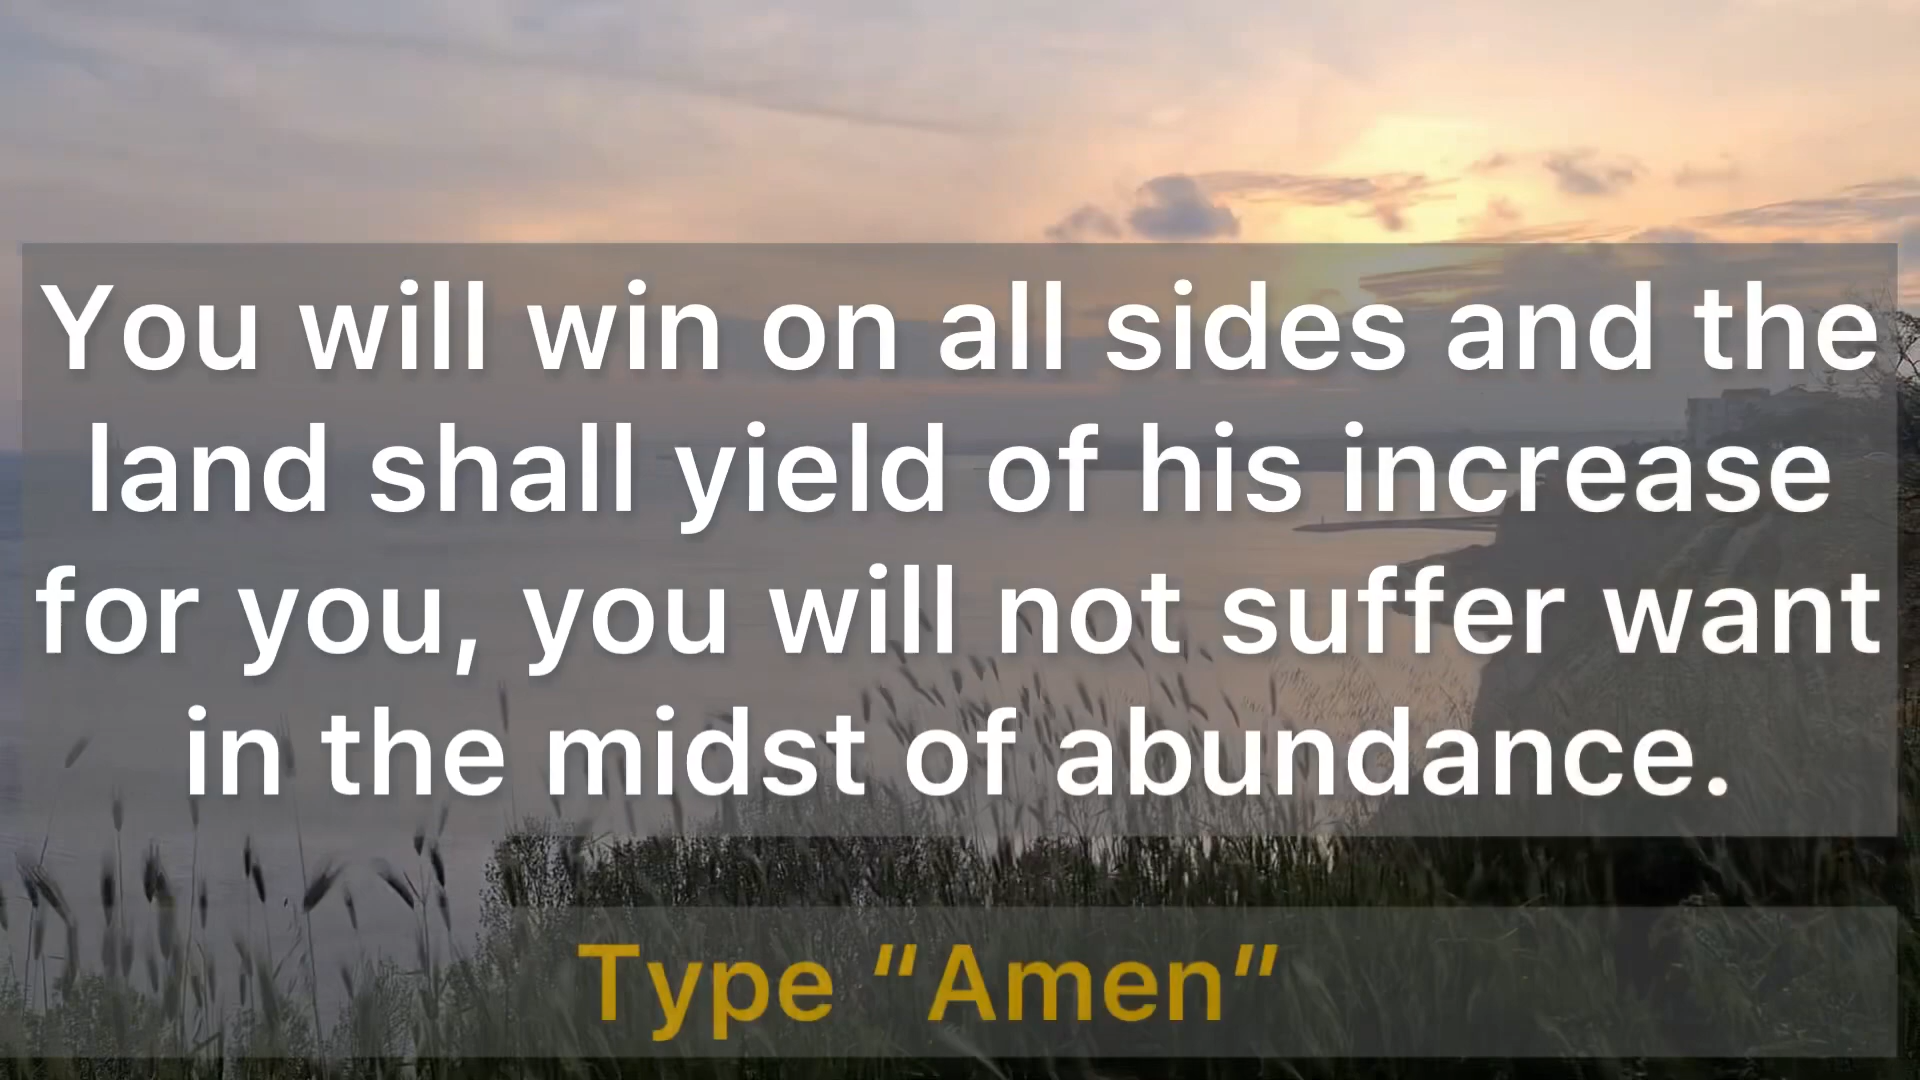 You will win on all sides and the
land shall yield of his increase
for you, you will not suffer want
in the midst of abundance.
Type “Amen”